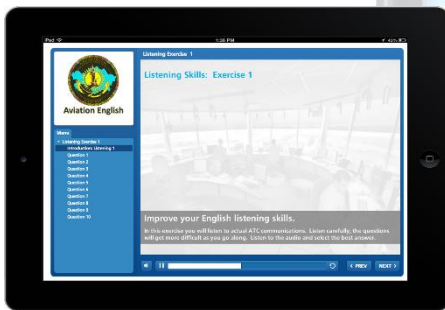 iPad
1:36 PM
Listening Exercise 1
Aviation English
Listening Skills: Exercise 1
Menu
Listening Exercise 1
Introduction: Listening 1
Question 1
Question 2
Question 3
Question 4
Question 5
Question 6
Question 7
Question 8
Question 9
Question 10
Improve your English listening skills.
In this exercise you will listen to actual ATC communications. Listen carefully, the questions
will get more difficult as you go along. Listen to the audio and select the best answer.
< PREV
NEXT >